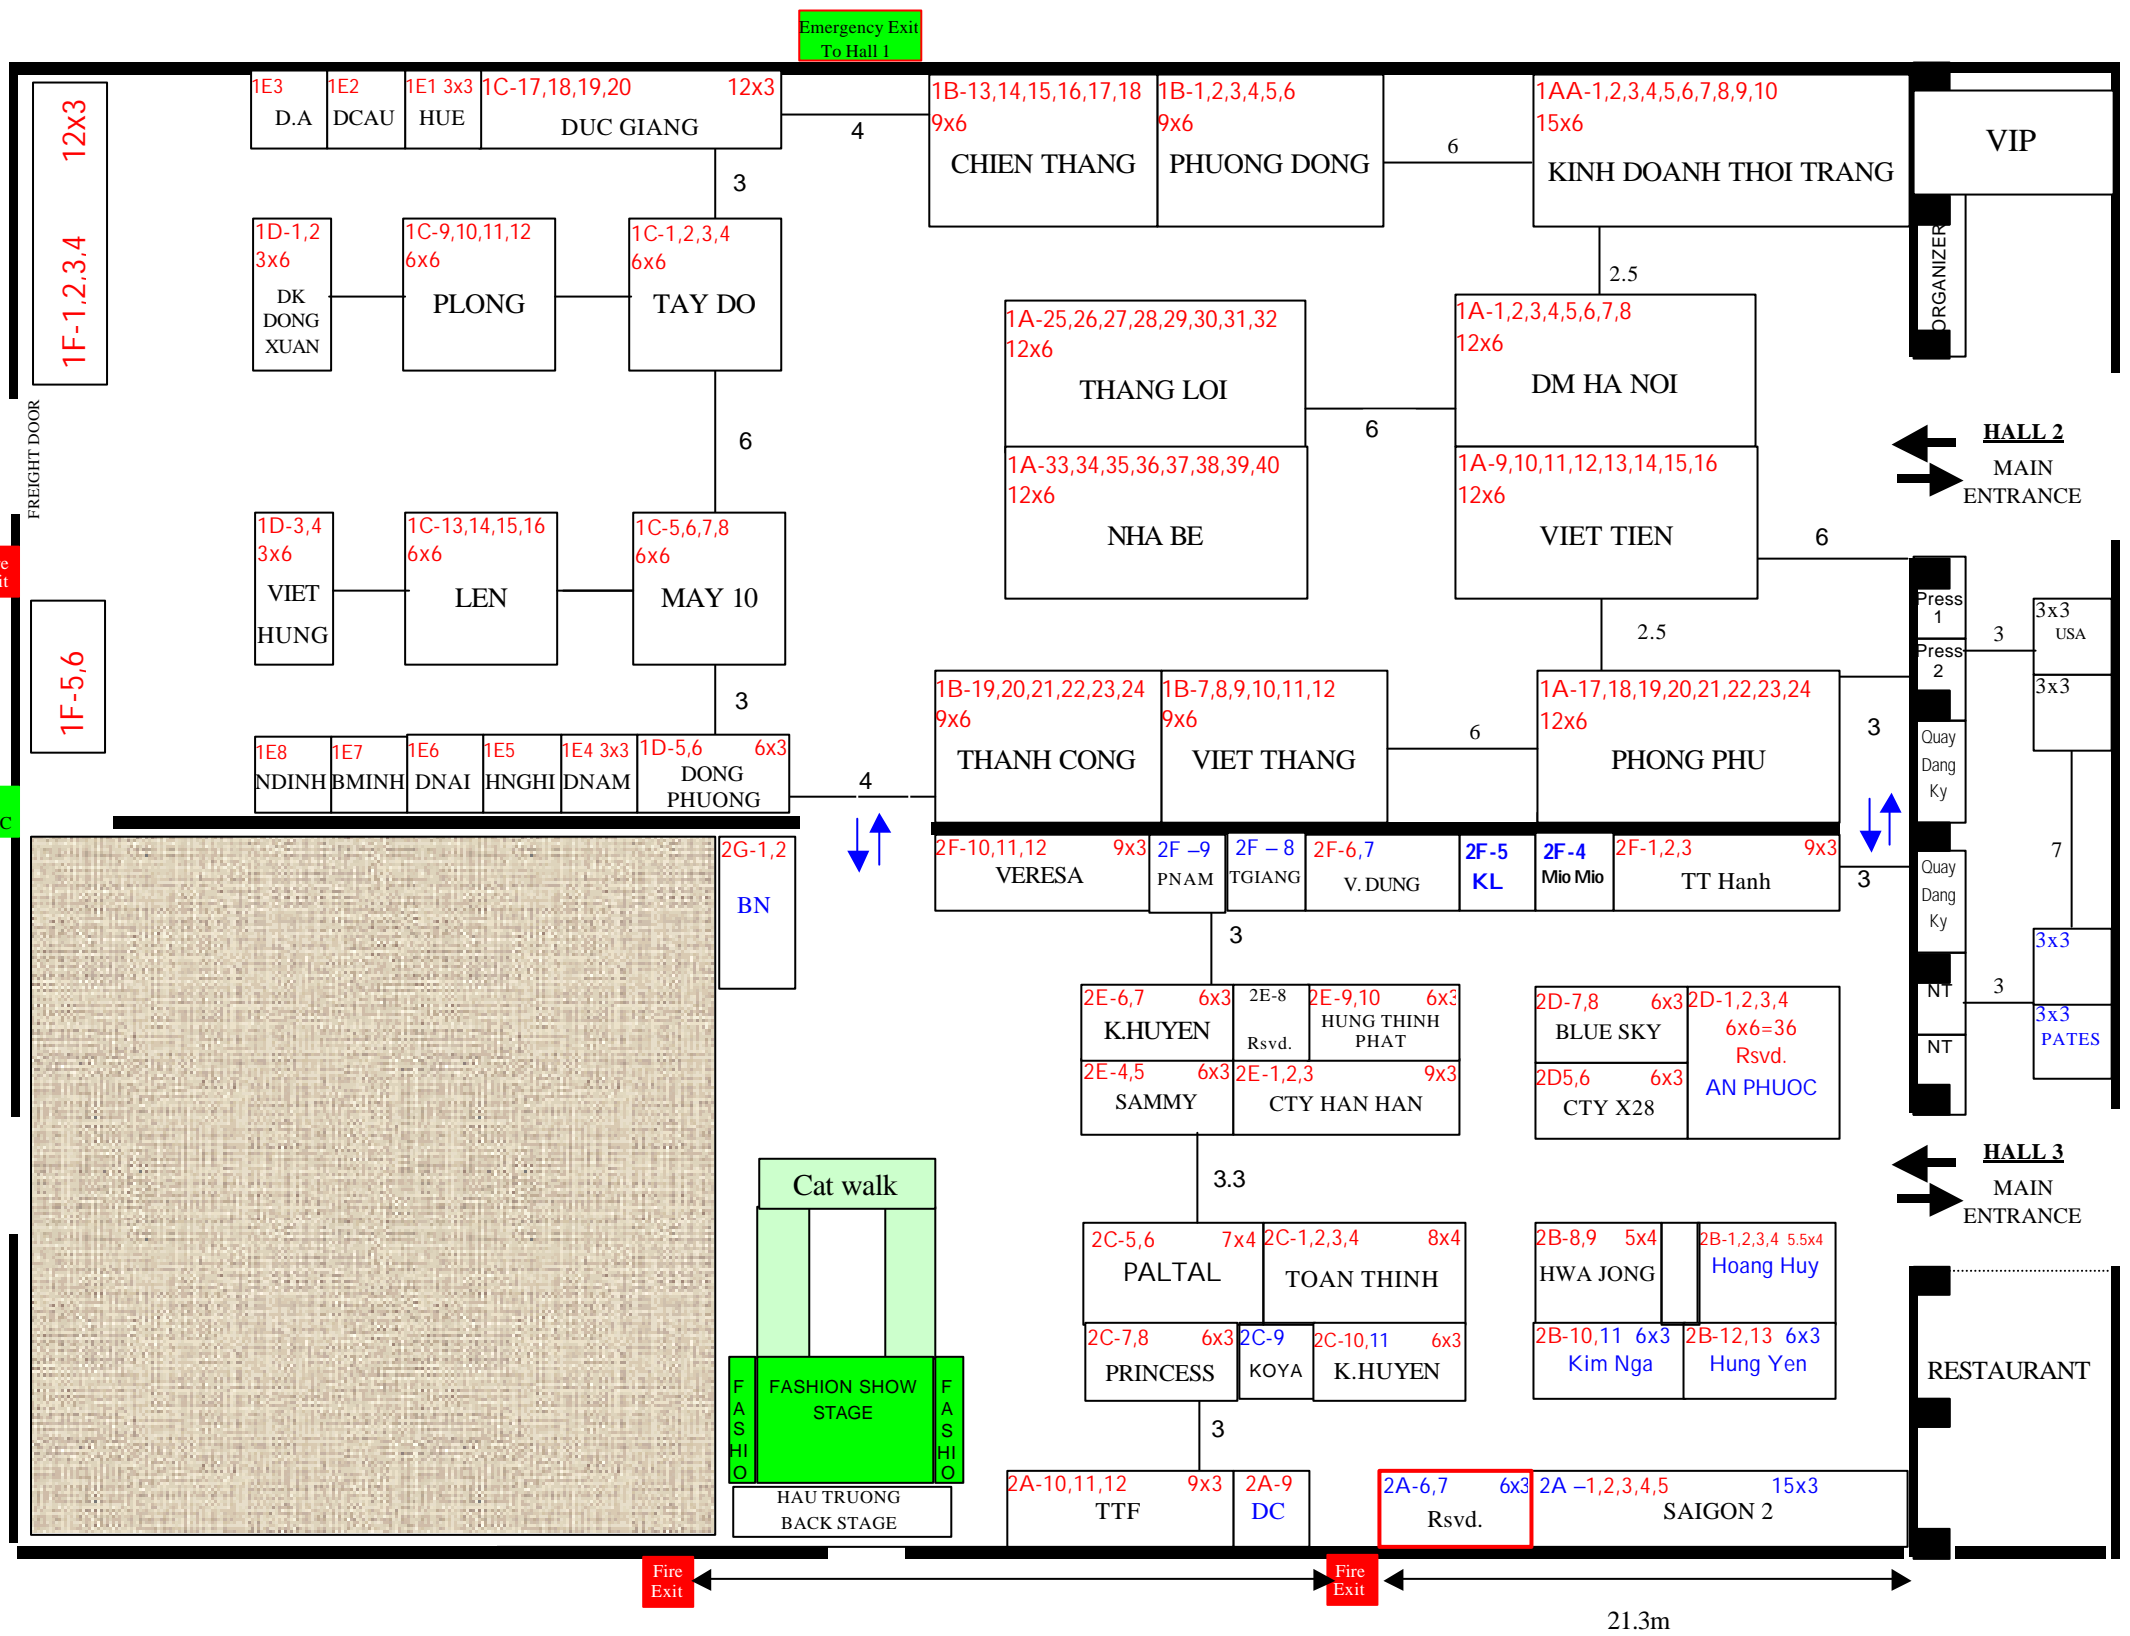 Emergency Exit
To Hall 1
12x3
1F-1,2,3,4
1E3
D.A
1E2
DCAU
1E1 3x3
HUE
1C-17,18,19,20 12x3
DUC GIANG
4
1B-13,14,15,16,17,18
9x6
CHIEN THANG
1B-1,2,3,4,5,6
9x6
PHUONG DONG
6
1AA-1,2,3,4,5,6,7,8,9,10
15x6
KINH DOANH THOI TRANG
VIP
ORGANIZER
3
1D-1,2
3x6
DK
DONG
XUAN
1C-9,10,11,12
6x6
PLONG
1C-1,2,3,4
6x6
TAY DO
2.5
1A-25,26,27,28,29,30,31,32
12x6
THANG LOI
1A-1,2,3,4,5,6,7,8
12x6
DM HA NOI
6
6
FREIGHT DOOR
HALL 2
MAIN
ENTRANCE
1A-33,34,35,36,37,38,39,40
12x6
NHA BE
1A-9,10,11,12,13,14,15,16
12x6
VIET TIEN
6
1D-3,4
3x6
VIET
HUNG
1C-13,14,15,16
6x6
LEN
1C-5,6,7,8
6x6
MAY 10
2.5
Press
1
Press
2
3
3x3
USA
3x3
1F-5,6
3
1B-19,20,21,22,23,24
9x6
THANH CONG
1B-7,8,9,10,11,12
9x6
VIET THANG
6
1A-17,18,19,20,21,22,23,24
12x6
PHONG PHU
3
Quay
Dang
Ky
1E8
NDINH
1E7
BMINH
1E6
DNAI
1E5
HNGHI
1E4 3x3
DNAM
1D-5,6 6x3
DONG
PHUONG
4
C
2G-1,2
BN
2F-10,11,12 9x3
VERESA
2F –9
PNAM
2F – 8
TGIANG
2F-6,7
V. DUNG
2F-5
KL
2F-4
Mio Mio
2F-1,2,3 9x3
TT Hanh
3
Quay
Dang
Ky
7
3
2E-6,7 6x3
K.HUYEN
2E-8
Rsvd.
2E-9,10 6x3
HUNG THINH
PHAT
2D-7,8 6x3
BLUE SKY
2D-1,2,3,4
6x6=36
Rsvd.
AN PHUOC
NT
NT
3
3x3
3x3
PATES
2E-4,5 6x3
SAMMY
2E-1,2,3 9x3
CTY HAN HAN
2D5,6 6x3
CTY X28
3.3
HALL 3
MAIN
ENTRANCE
Cat walk
2C-5,6 7x4
PALTAL
2C-1,2,3,4 8x4
TOAN THINH
2B-8,9 5x4
HWA JONG
2B-1,2,3,4 5.5x4
Hoang Huy
2C-7,8 6x3
PRINCESS
2C-9
KOYA
2C-10,11 6x3
K.HUYEN
2B-10,11 6x3
Kim Nga
2B-12,13 6x3
Hung Yen
RESTAURANT
F
A
S
HI
O
FASHION SHOW
STAGE
F
A
S
HI
O
3
HAU TRUONG
BACK STAGE
2A-10,11,12 9x3
TTF
2A-9
DC
2A-6,7 6x3
Rsvd.
2A –1,2,3,4,5 15x3
SAIGON 2
Fire
Exit
Fire
Exit
21.3m